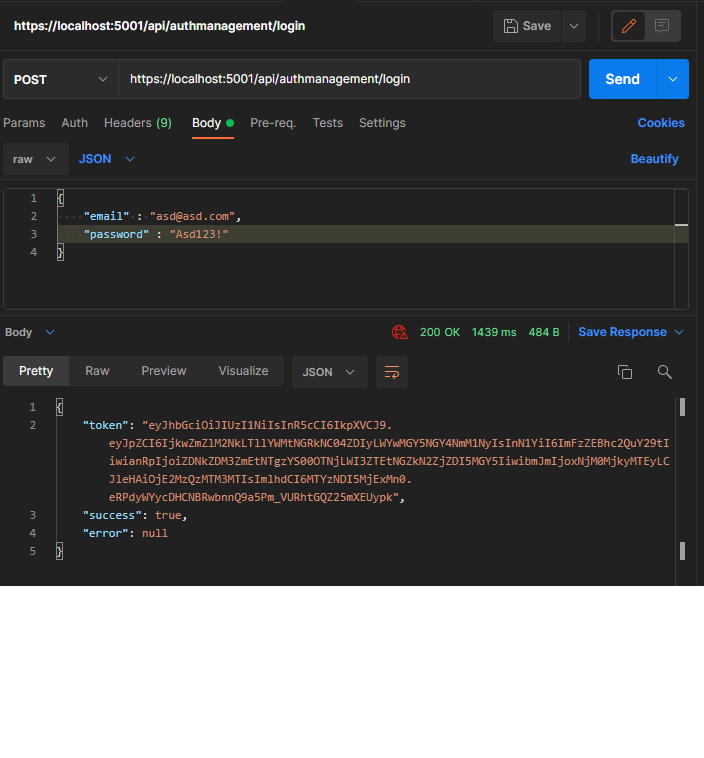 https://localhost:5001/api/authmanagement/login
Save
POST
https://localhost:5001/api/authmanagement/login
Send
Params Auth Headers (9) Body Pre-req. Tests Settings Cookies
raw JSON Beautify
1 {
2 "email" : "asd@asd.com",
3 "password" : "Asd123!"
4 }
Body 200 OK 1439 ms 484 B Save Response
Pretty Raw Preview Visualize JSON
1 {
2 "token": "eyJhbGciOiJIUzI1NiIsInR5cCI6IkpXVCJ9.
eyJpZCI6IjkwZmZlM2NkLTllYWMtNGRkNC04ZDIyLWYwMGY5NGY4NmM1NyIsInN1YiI6ImFzZEBhc2QuY29tI
iwianRpIjoiZDNkZDM3ZmEtNTgzYS00OTNjLWI3ZTEtNGZkN2ZjZDI5MGY5IiwibmJmIjoxNjM0MjkyMTEyLC
JleHAiOjE2MzQzMTM3MTIsImlhdCI6MTYzNDI5MjExMn0.
eRPdyWYycDHCNBRwbnnQ9a5Pm_VURhtGQZ25mXEUypk",
3 "success": true,
4 "error": null
5 }